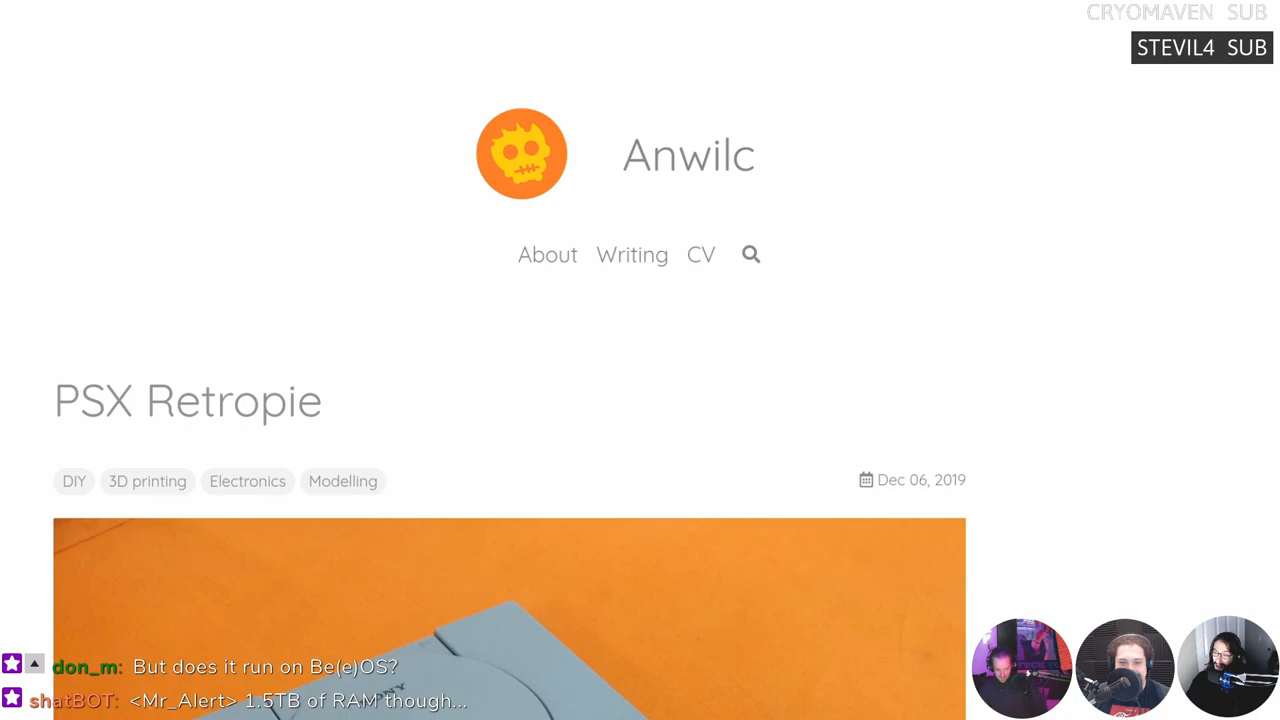 CRYOMAVEN SUB
STEVIL4 SUB
Anwilc
About Writing CV
PSX Retropie
DIY 3D printing Electronics Modelling
Dec 06, 2019
don_m: But does it run on Be(e)OS?
shatBOT: <Mr_Alert> 1.5TB of RAM though...